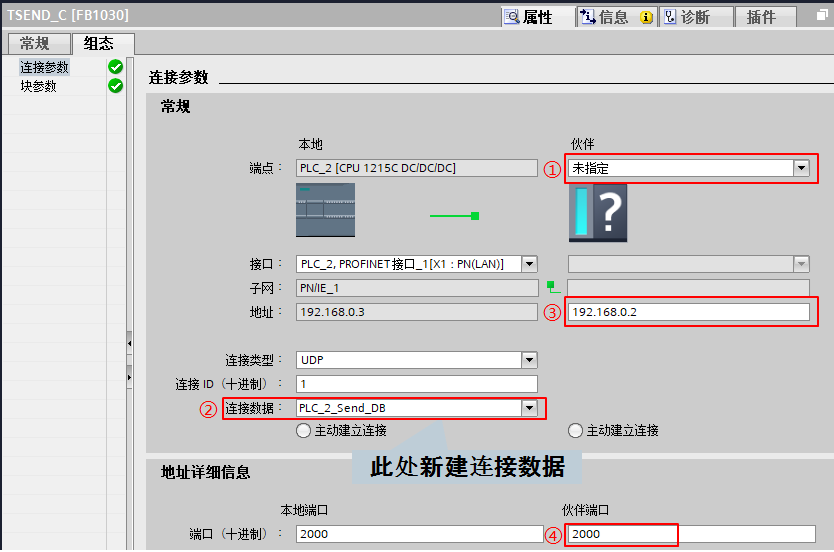 TSEND_C [FB1030]
属性 信息 诊断 插件
常规 组态
连接参数
块参数
连接参数
常规
本地 伙伴
端点： PLC_2 [CPU 1215C DC/DC/DC] ① 未指定
?
接口： PLC_2, PROFINET接口_1[X1 : PN(LAN)]
子网： PN/IE_1
地址： 192.168.0.3 ③ 192.168.0.2
连接类型： UDP
连接 ID（十进制）： 1
② 连接数据： PLC_2_Send_DB
主动建立连接 主动建立连接
此处新建连接数据
地址详细信息
本地端口 伙伴端口
端口（十进制）： 2000 ④ 2000